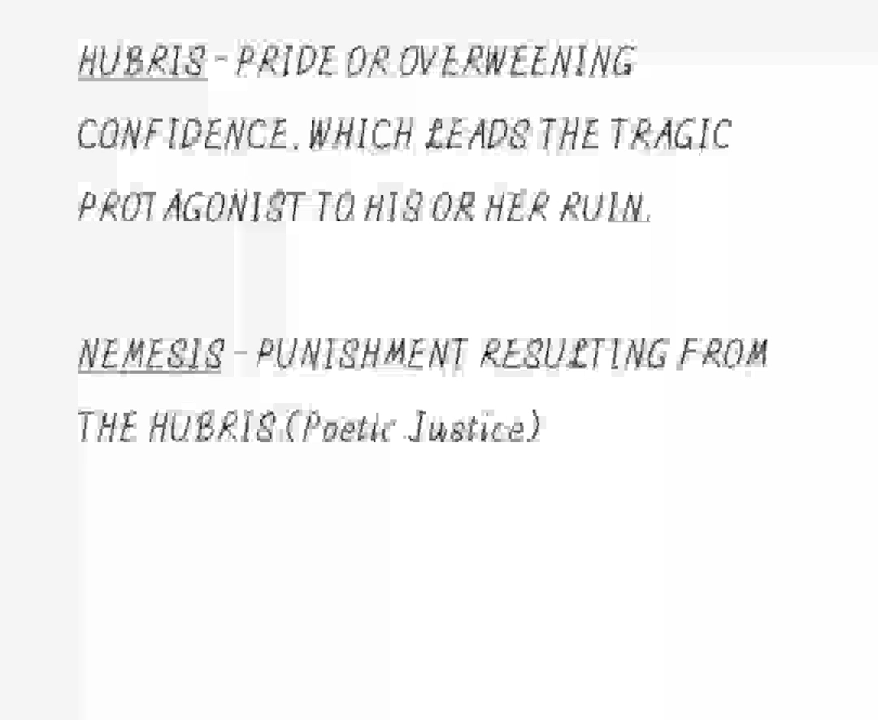 HUBRIS - PRIDE OR OVERWEENING
CONFIDENCE. WHICH LEADS THE TRAGIC
PROTAGONIST TO HIS OR HER RUIN.
NEMESIS - PUNISHMENT RESULTING FROM
THE HUBRIS (Poetic Justice)